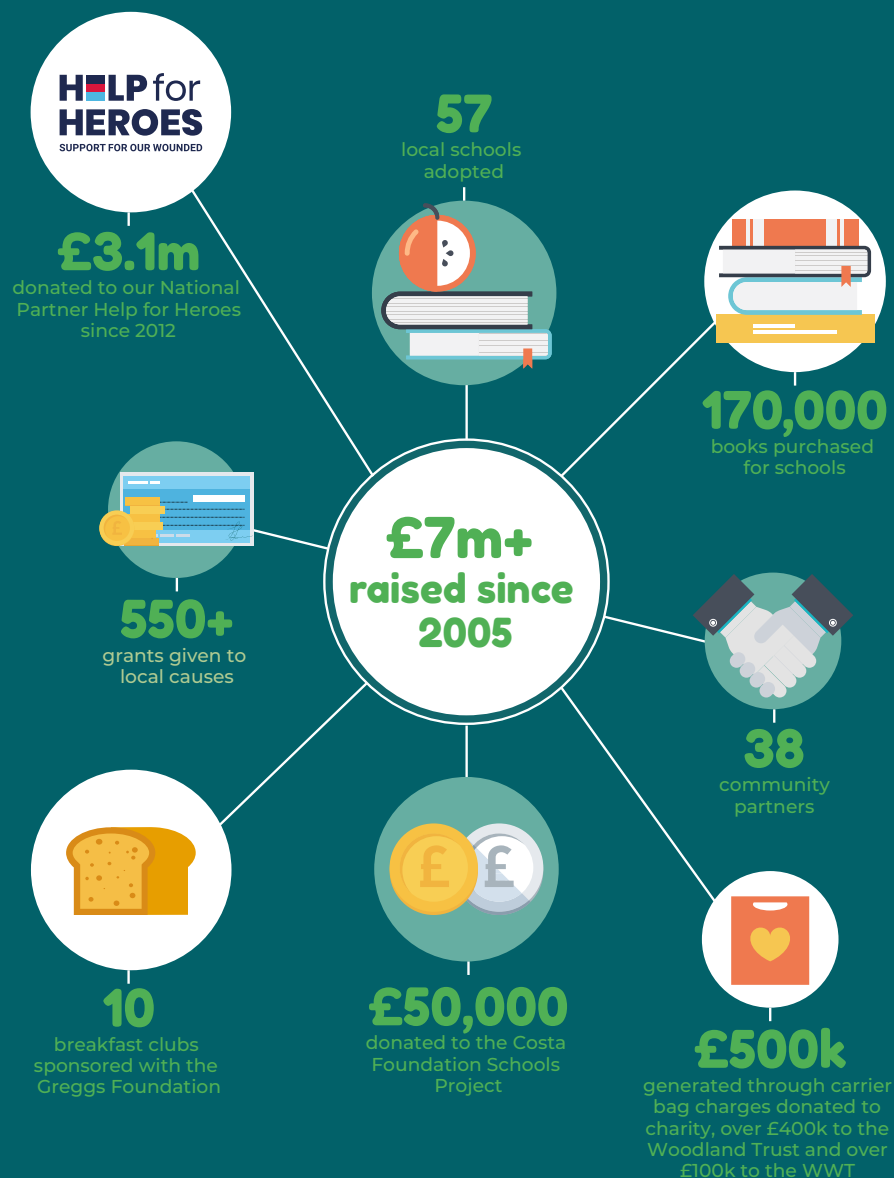 HELP for
HEROES
SUPPORT FOR OUR WOUNDED
£3.1m
donated to our National
Partner Help for Heroes
since 2012
57
local schools
adopted
170,000
books purchased
for schools
£
550+
grants given to
local causes
£7m+
raised since
2005
38
community
partners
10
breakfast clubs
sponsored with the
Greggs Foundation
£ £
£50,000
donated to the Costa
Foundation Schools
Project
£500k
generated through carrier
bag charges donated to
charity, over £400k to the
Woodland Trust and over
£100k to the WWT